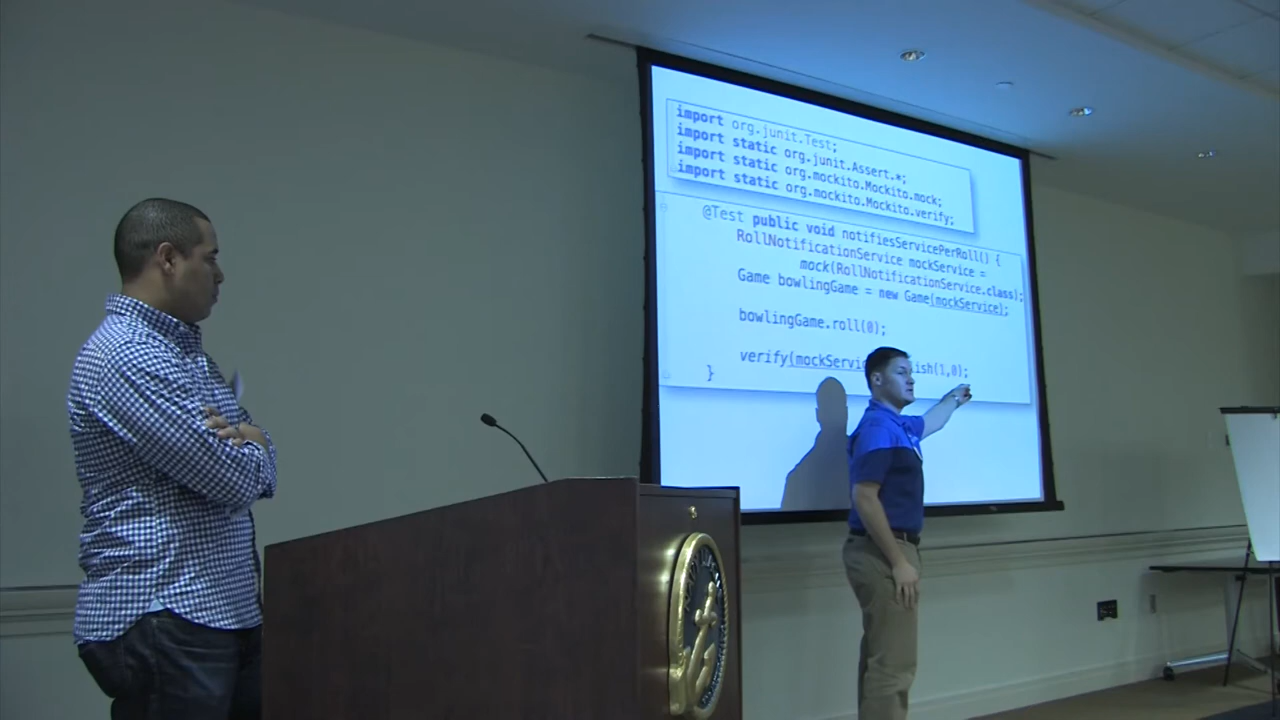 import org.junit.Test;
import static org.junit.Assert.*;
import static org.mockito.Mockito.mock;
import static org.mockito.Mockito.verify;
@Test public void notifiesServicePerRoll() {
RollNotificationService mockService =
mock(RollNotificationService.class);
Game bowlingGame = new Game(mockService);
bowlingGame.roll(0);
verify(mockServic lish(1,0);
}